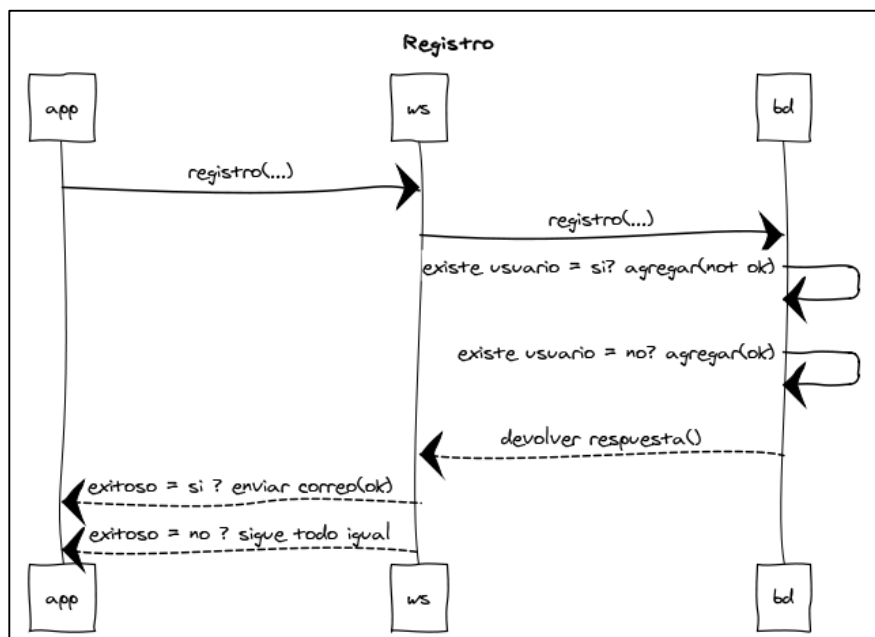 Registro
app
ws
bd
registro(...)
registro(...)
existe usuario = si? agregar(not ok)
existe usuario = no? agregar(ok)
devolver respuesta()
exitoso = si ? enviar correo(ok)
exitoso = no ? sigue todo igual
app
ws
bd